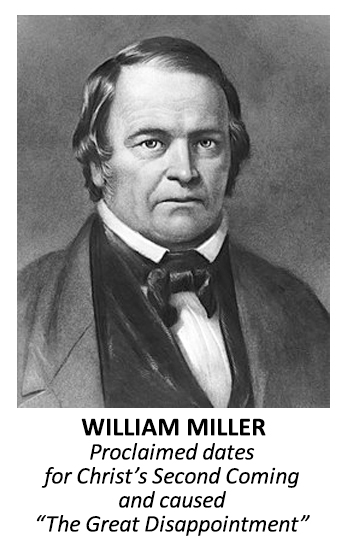 WILLIAM MILLER
Proclaimed dates
for Christ’s Second Coming
and caused
“The Great Disappointment”